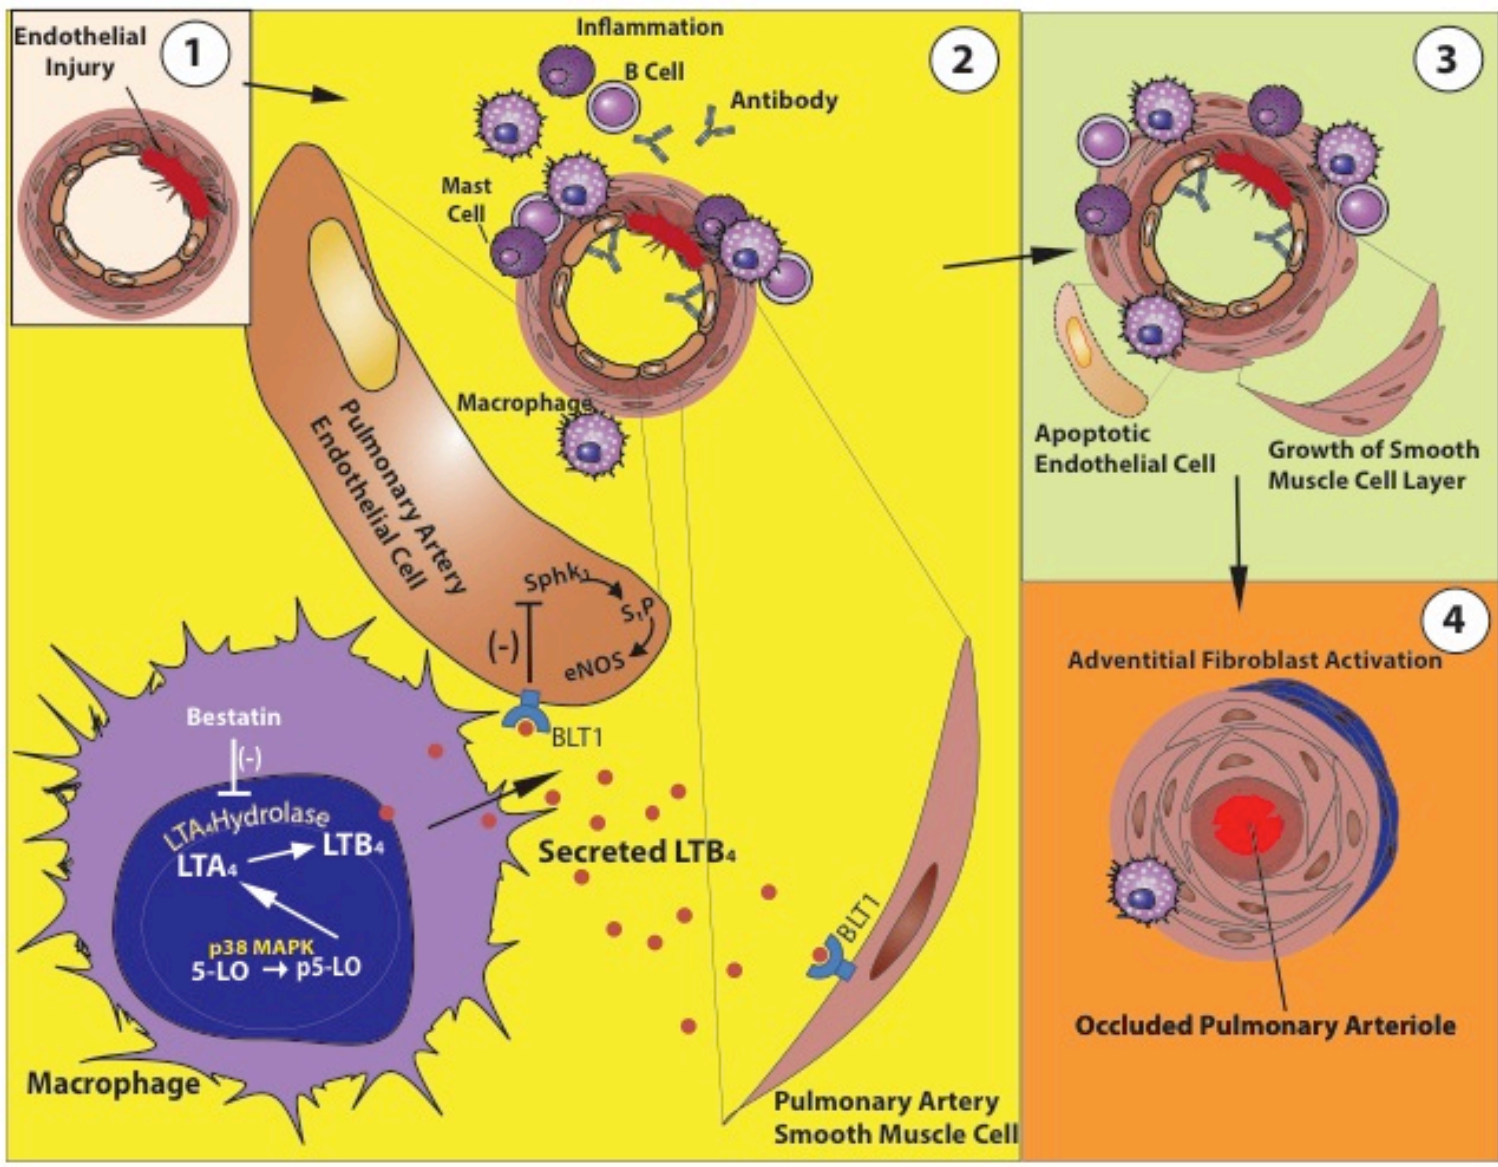 Endothelial
Injury
1
Inflammation
B Cell
Antibody
Mast
Cell
2
Macrophage
Pulmonary Artery
Endothelial Cell
Sphk₁
S₁P
eNOS
(-)
BLT1
Bestatin
(-)
LTA₄Hydrolase
LTA₄
LTB₄
p38 MAPK
5-LO → p5-LO
Macrophage
Secreted LTB₄
BLT1
Pulmonary Artery
Smooth Muscle Cell
3
Apoptotic
Endothelial Cell
Growth of Smooth
Muscle Cell Layer
4
Adventitial Fibroblast Activation
Occluded Pulmonary Arteriole